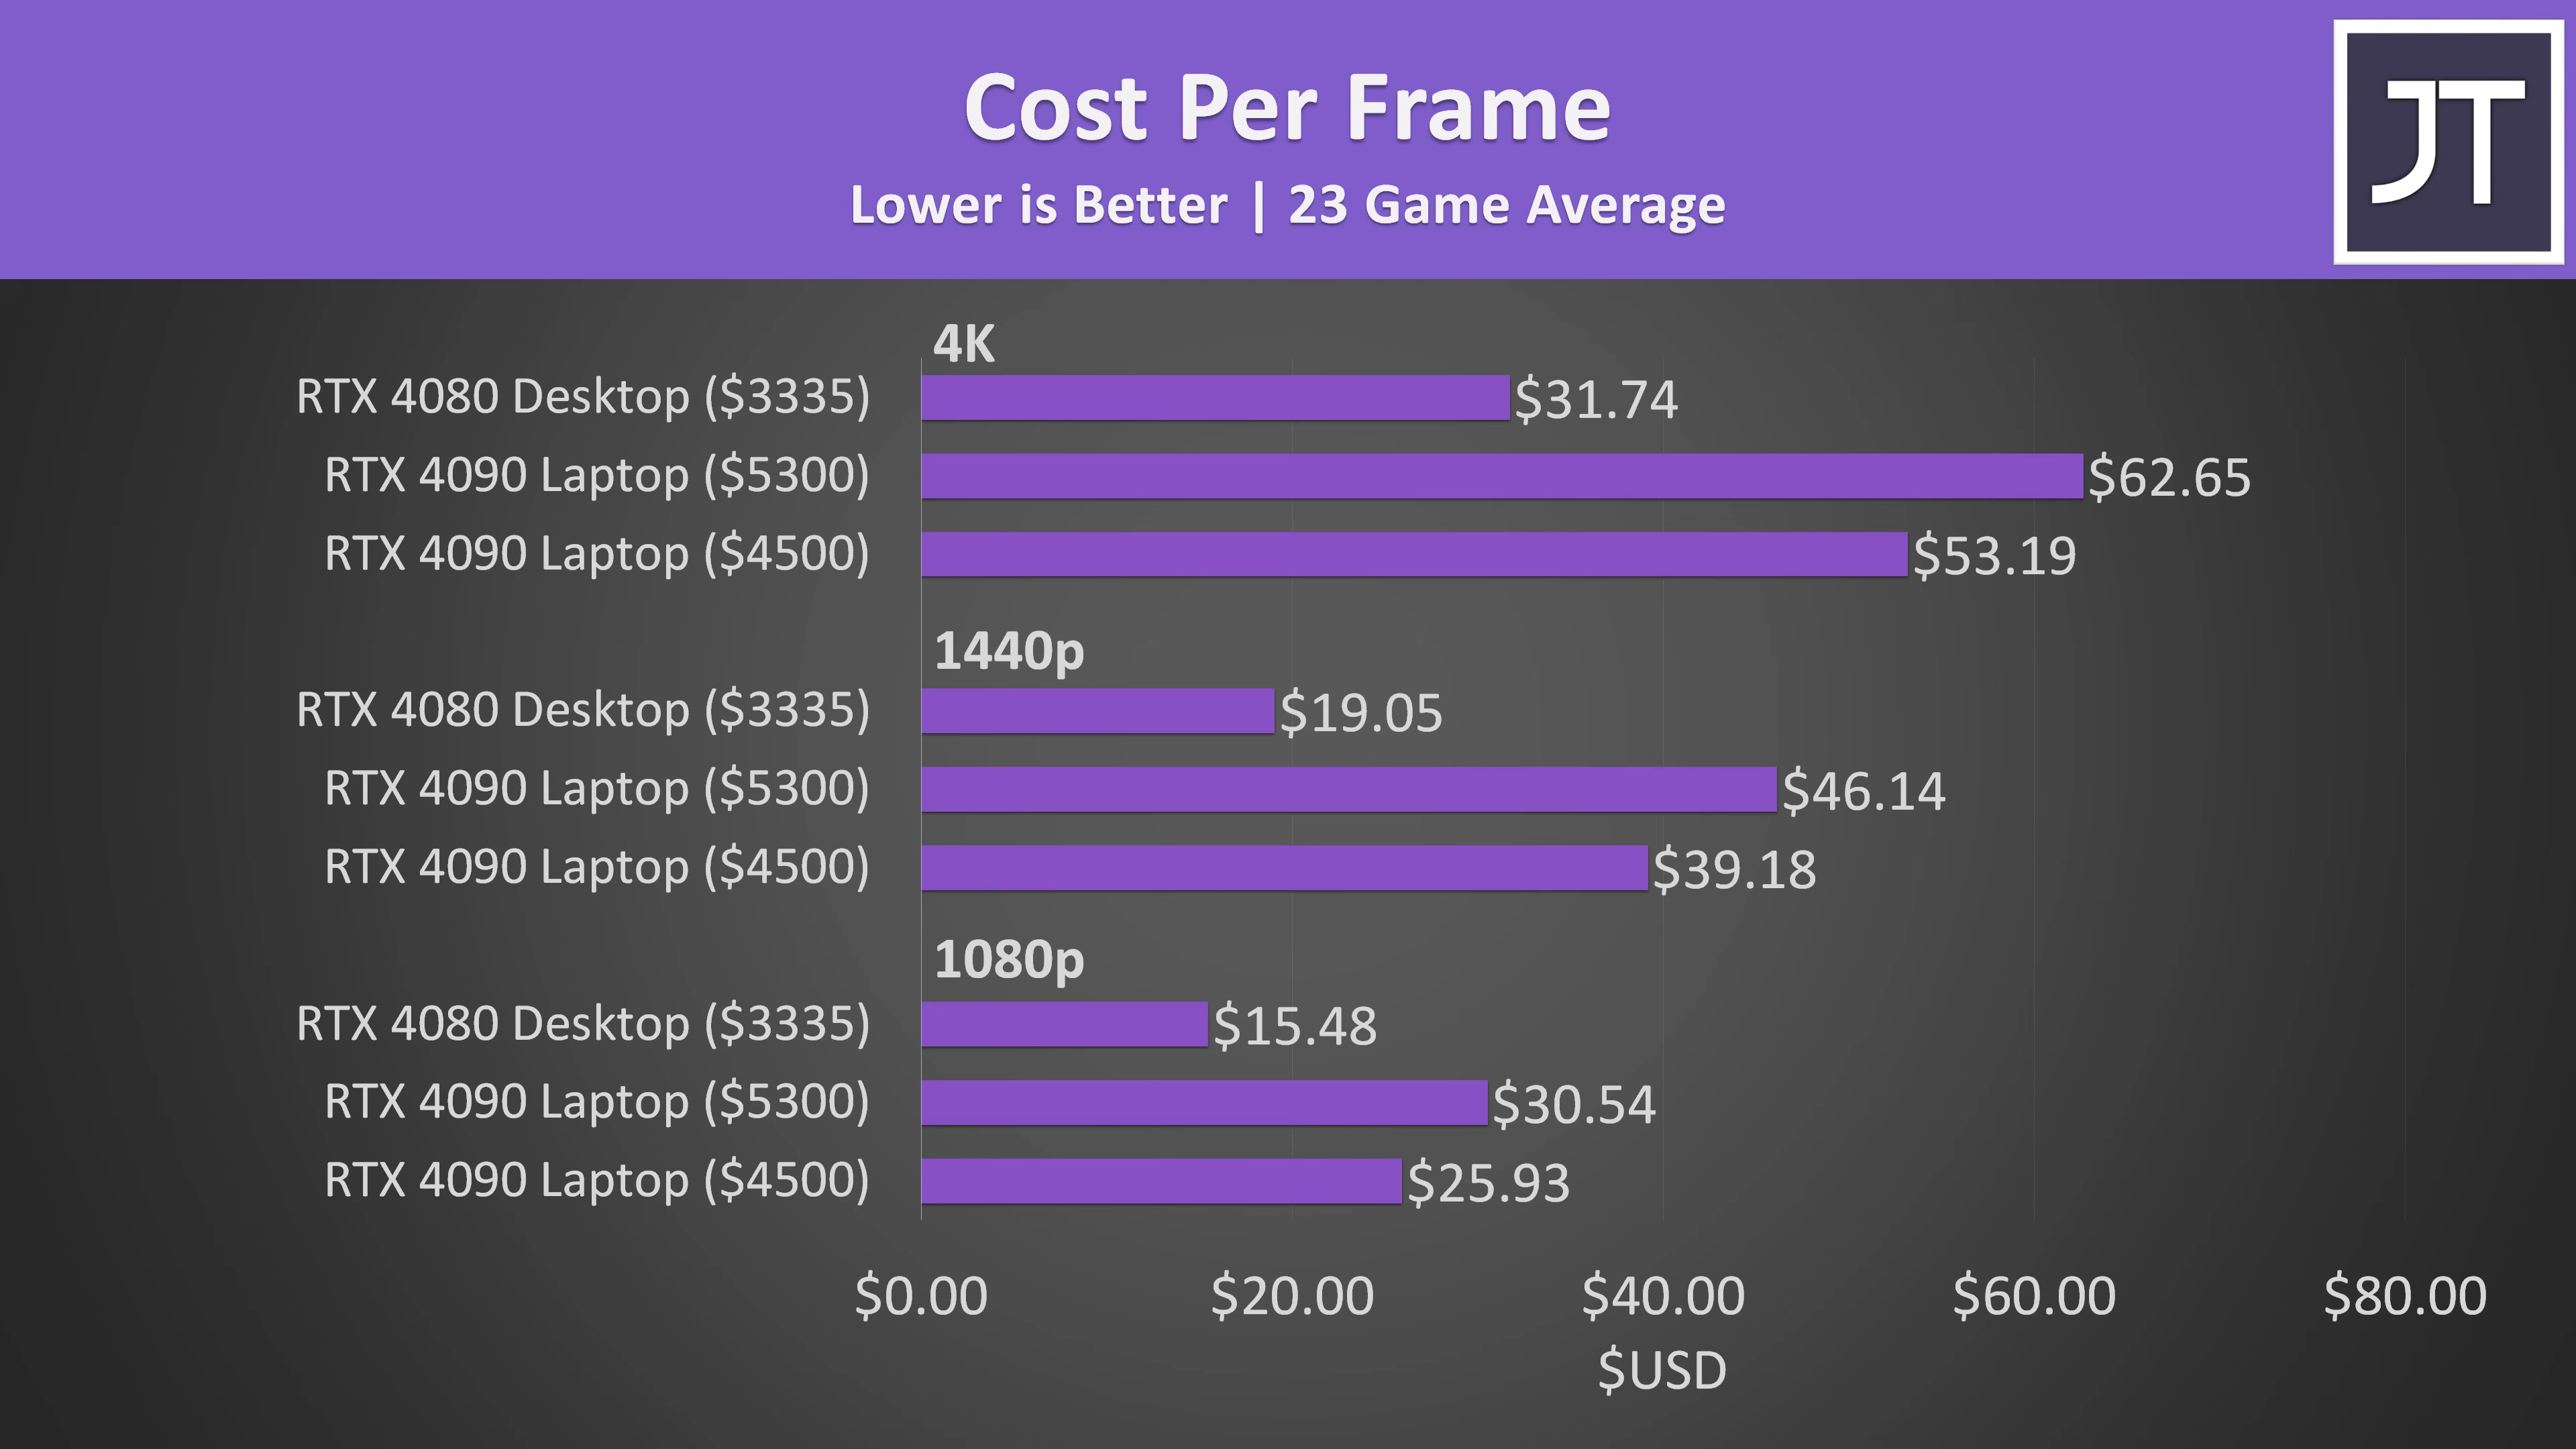 Cost Per Frame
Lower is Better | 23 Game Average
JT
4K
RTX 4080 Desktop ($3335) $31.74
RTX 4090 Laptop ($5300) $62.65
RTX 4090 Laptop ($4500) $53.19
1440p
RTX 4080 Desktop ($3335) $19.05
RTX 4090 Laptop ($5300) $46.14
RTX 4090 Laptop ($4500) $39.18
1080p
RTX 4080 Desktop ($3335) $15.48
RTX 4090 Laptop ($5300) $30.54
RTX 4090 Laptop ($4500) $25.93
$0.00 $20.00 $40.00 $60.00 $80.00
$USD